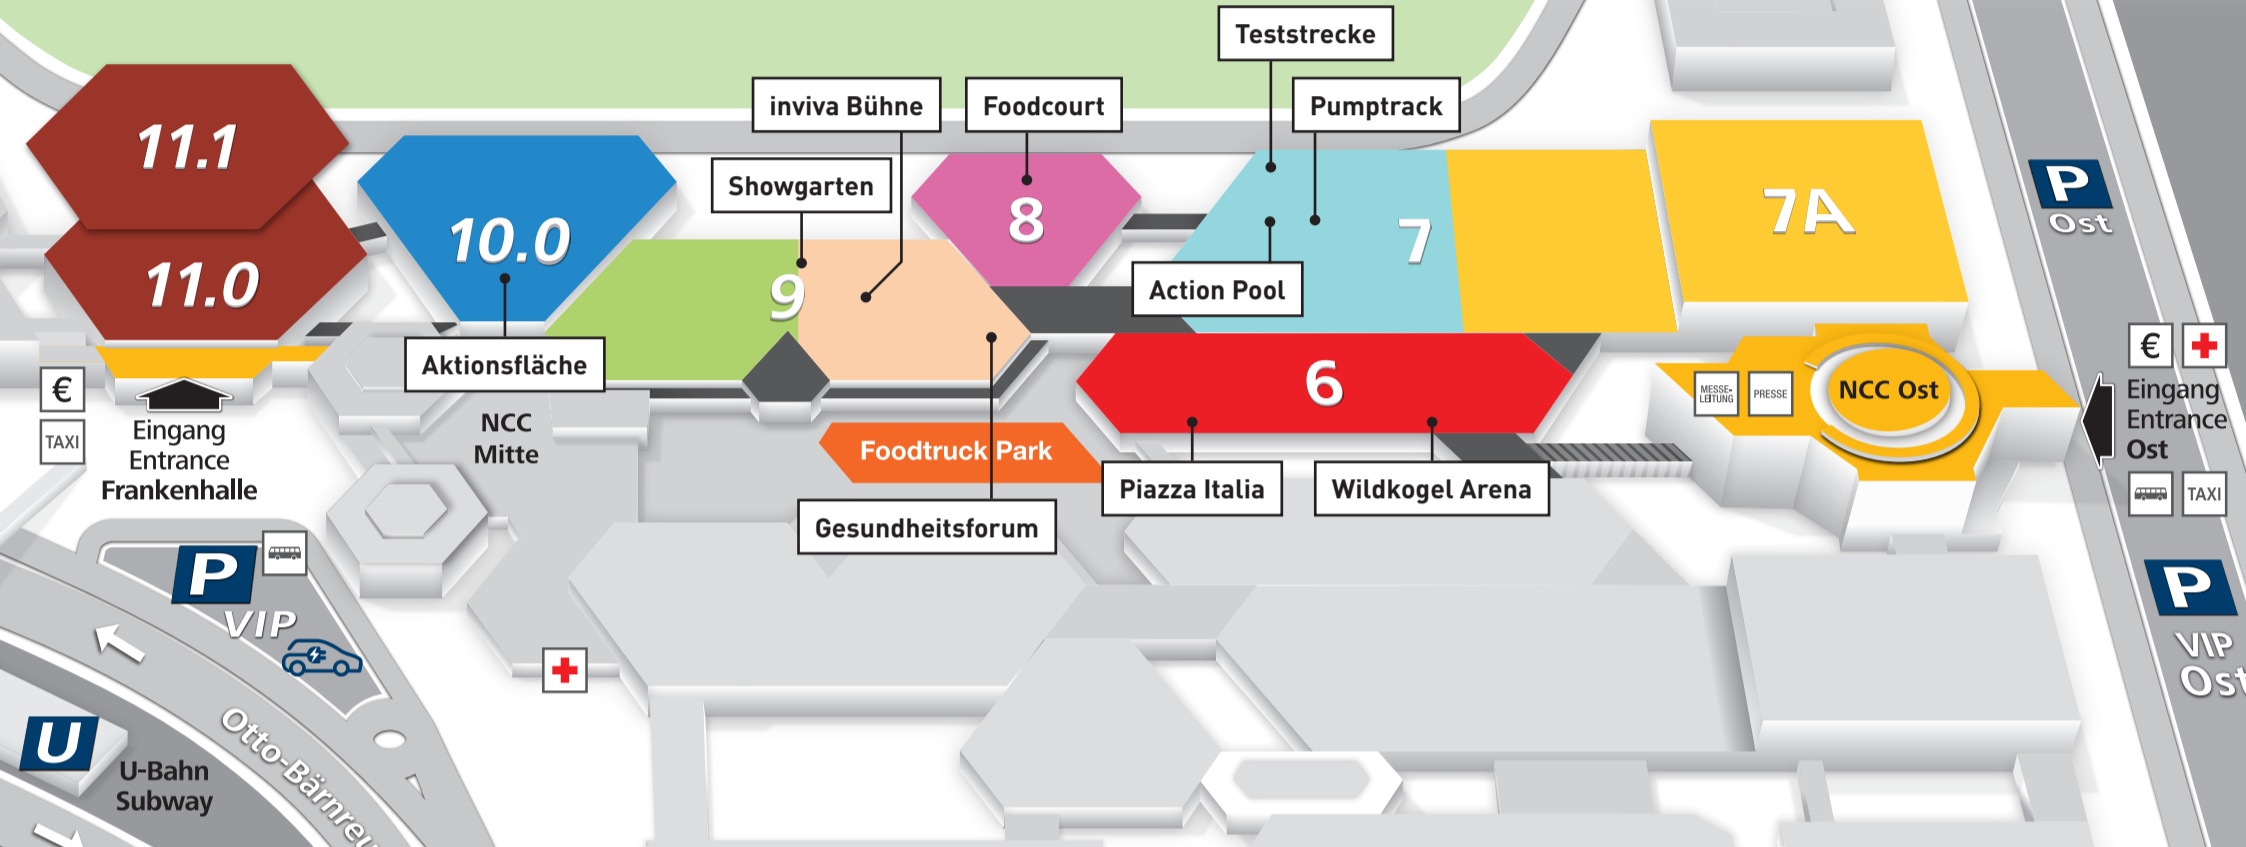 Teststrecke
inviva Bühne
Foodcourt
Pumptrack
11.1
Showgarten
8
7
7A
P
Ost
10.0
11.0
9
Action Pool
Aktionsfläche
6
NCC Ost
MESSE-
LEITUNG
PRESSE
€
€
TAXI
Eingang
Entrance
Frankenhalle
NCC
Mitte
Foodtruck Park
Eingang
Entrance
Ost
TAXI
Piazza Italia
Wildkogel Arena
Gesundheitsforum
P
VIP
P
VIP
Ost
U
U-Bahn
Subway